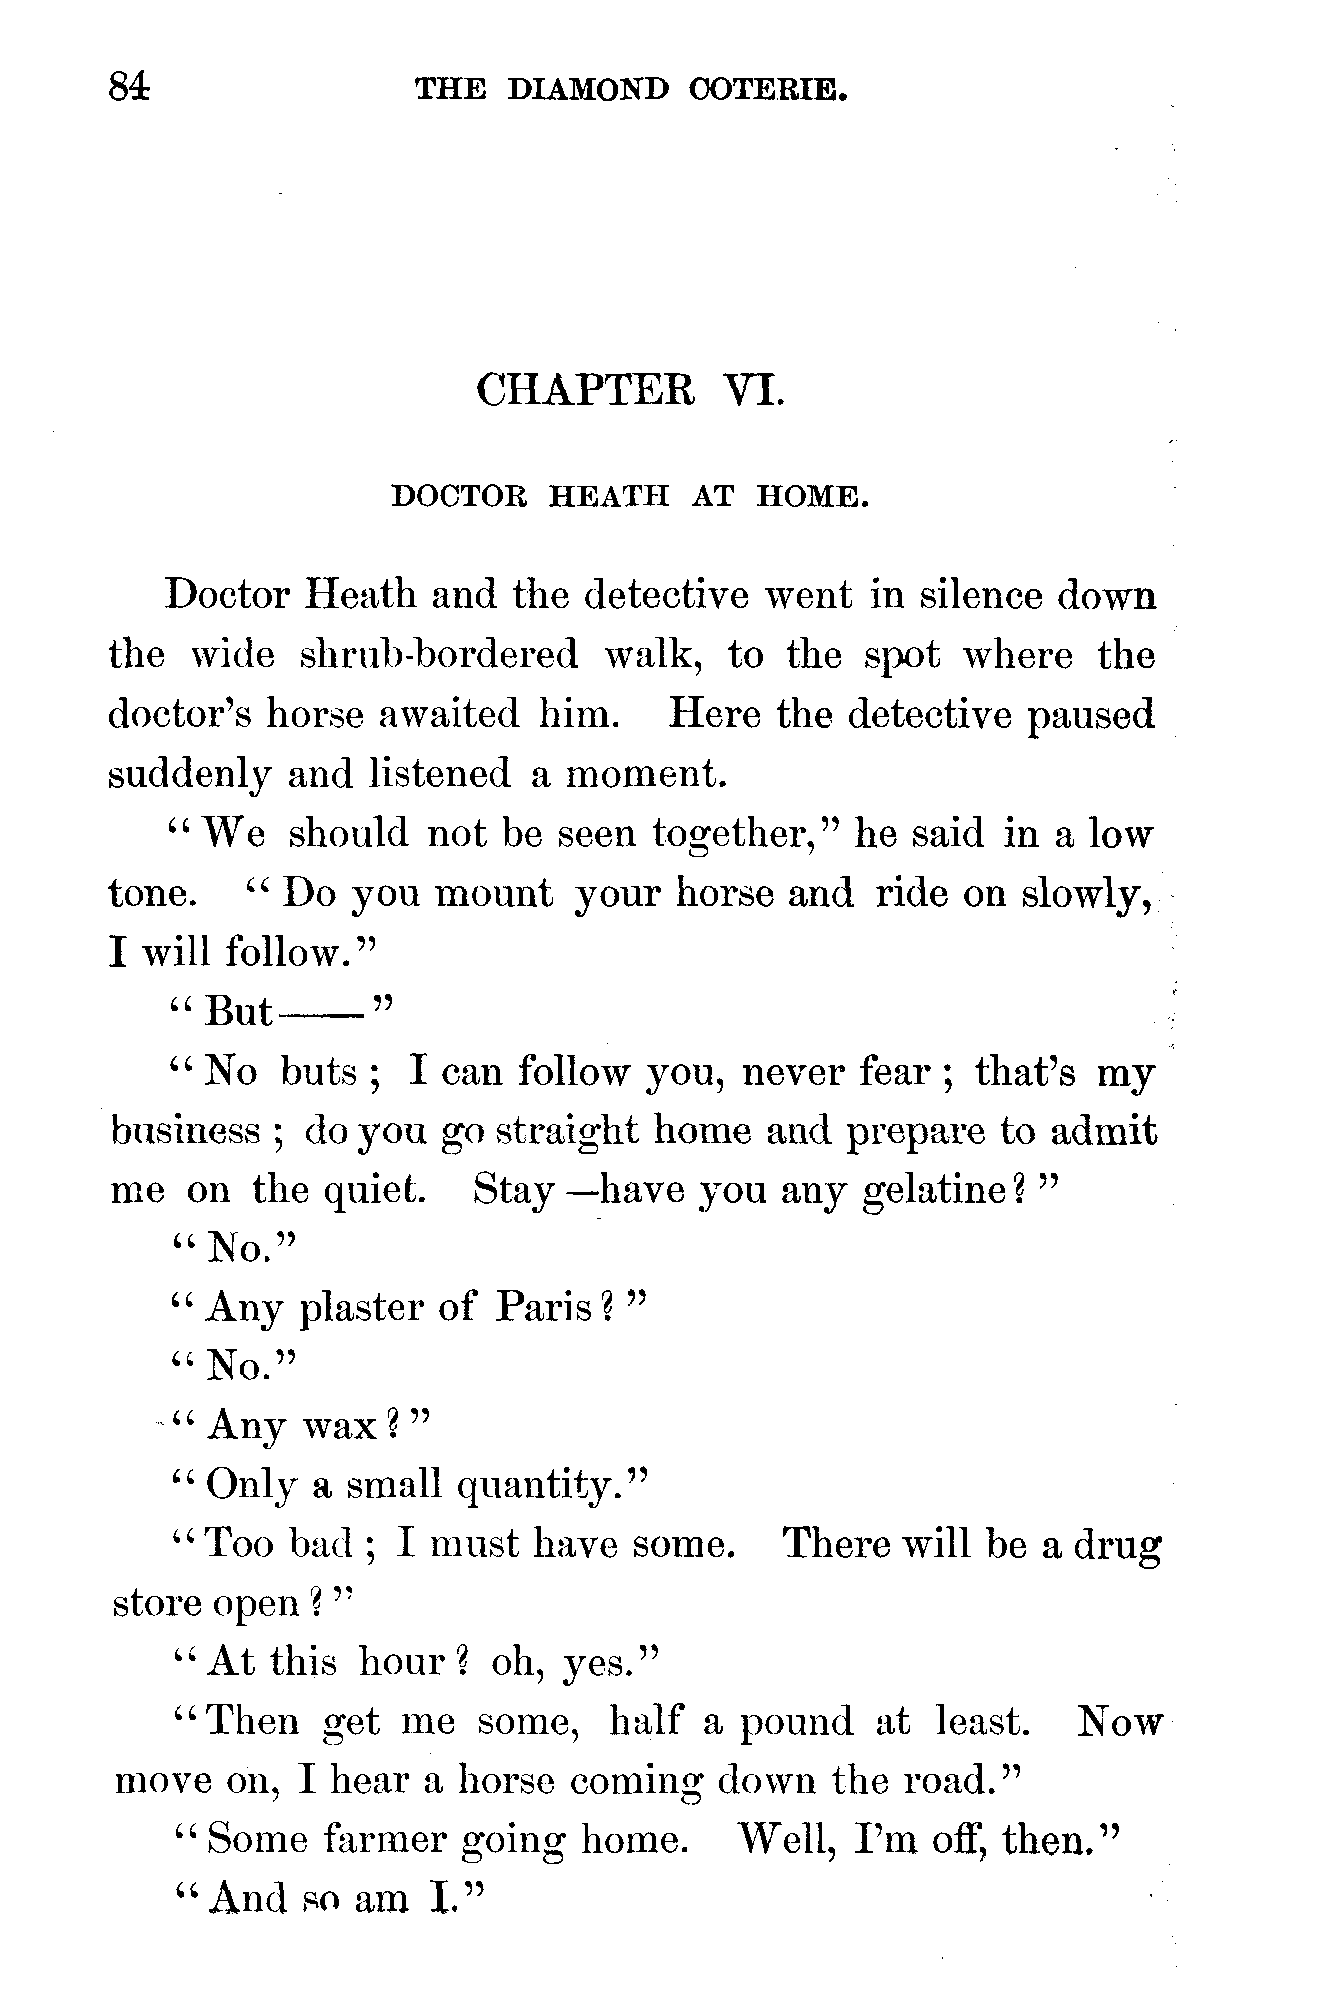 84 THE DIAMOND COTERIE.
CHAPTER VI.
DOCTOR HEATH AT HOME.
Doctor Heath and the detective went in silence down
the wide shrub-bordered walk, to the spot where the
doctor's horse awaited him. Here the detective paused
suddenly and listened a moment.
“We should not be seen together,” he said in a low
tone. “Do you mount your horse and ride on slowly,
I will follow.”
“But——”
“No buts; I can follow you, never fear; that's my
business; do you go straight home and prepare to admit
me on the quiet. Stay—have you any gelatine?”
“No.”
“Any plaster of Paris?”
“No.”
“Any wax?”
“Only a small quantity.”
“Too bad; I must have some. There will be a drug
store open?”
“At this hour? oh, yes.”
“Then get me some, half a pound at least. Now
move on, I hear a horse coming down the road.”
“Some farmer going home. Well, I'm off, then.”
“And so am I.”